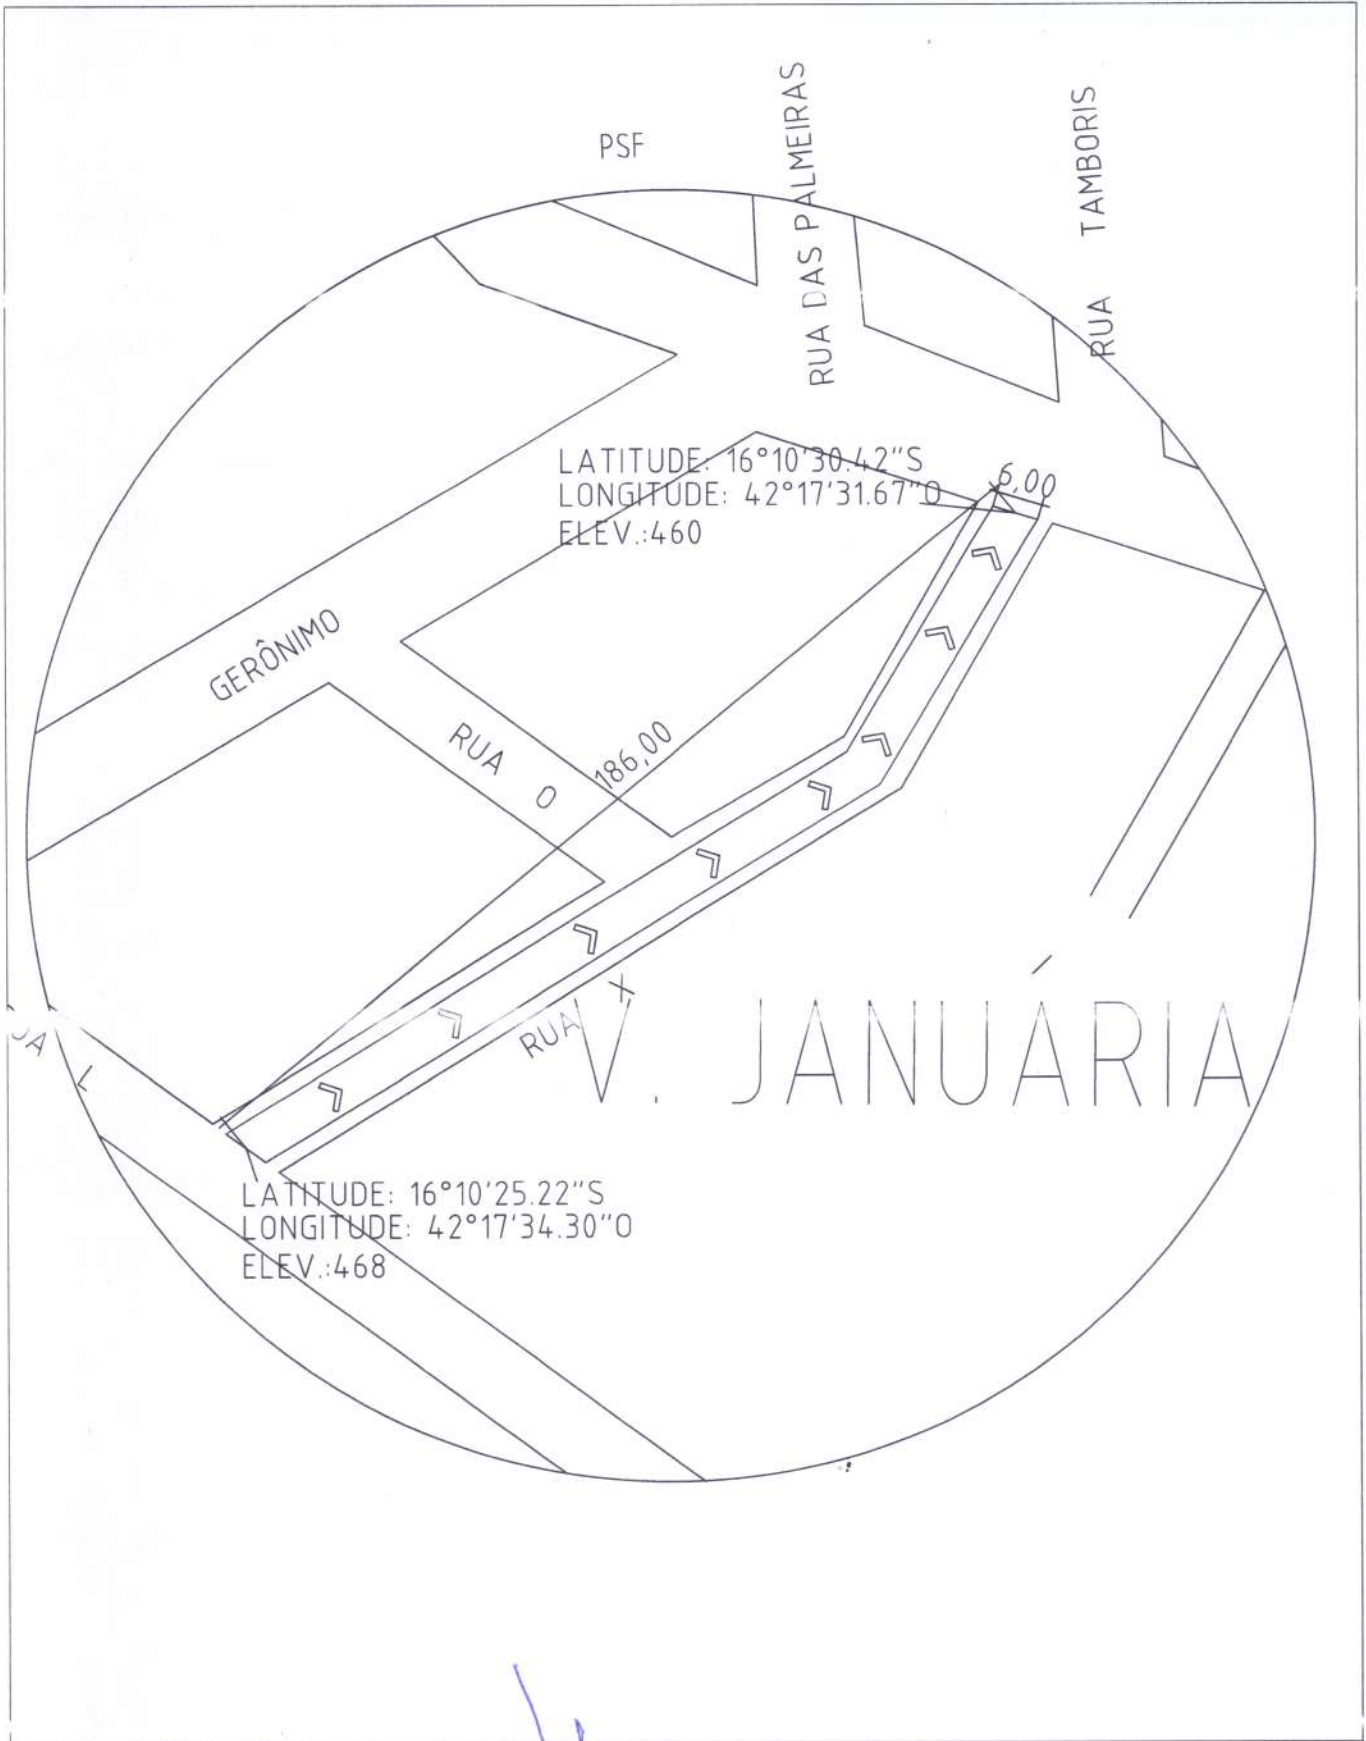 PSF
RUA DAS PALMEIRAS
RUA TAMBORIS
LATITUDE: 16°10'30.42"S
LONGITUDE: 42°17'31.67"O
ELEV.:460
6,00
GERÔNIMO
RUA O
186,00
RUA X
L
V. JANUÁRIA
LATITUDE: 16°10'25.22"S
LONGITUDE: 42°17'34.30"O
ELEV.:468